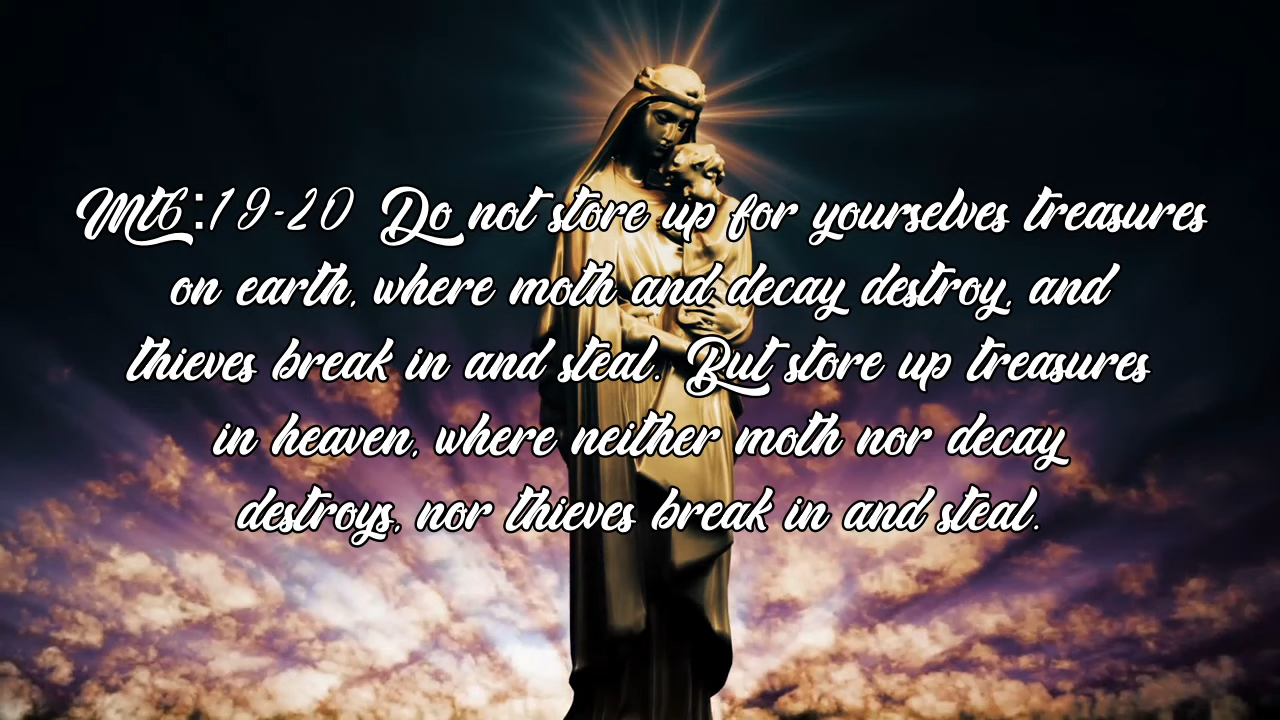 Mt6:19-20 Do not store up for yourselves treasures
on earth, where moth and decay destroy, and
thieves break in and steal. But store up treasures
in heaven, where neither moth nor decay
destroys, nor thieves break in and steal.